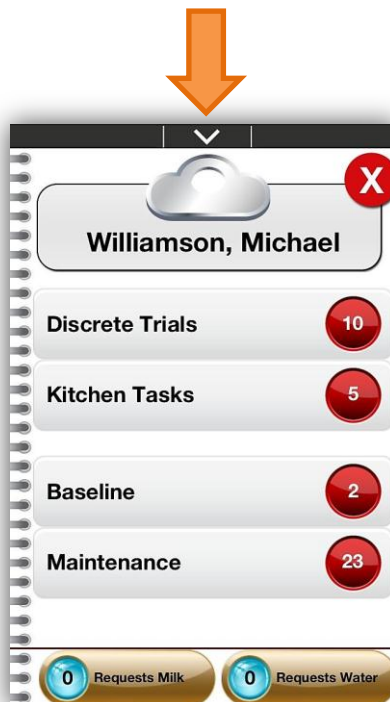 X
Williamson, Michael
Discrete Trials 10
Kitchen Tasks 5
Baseline 2
Maintenance 23
0 Requests Milk 0 Requests Water